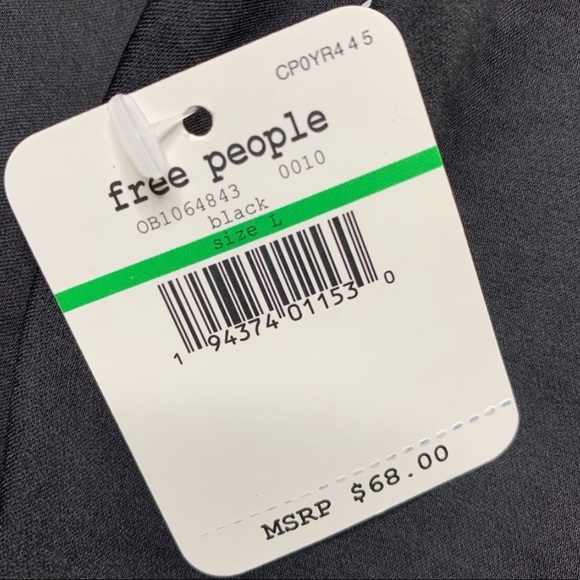 CP0YR445
free people
OB1064843 0010
black
size L
1 94374 01153 0
MSRP $68.00